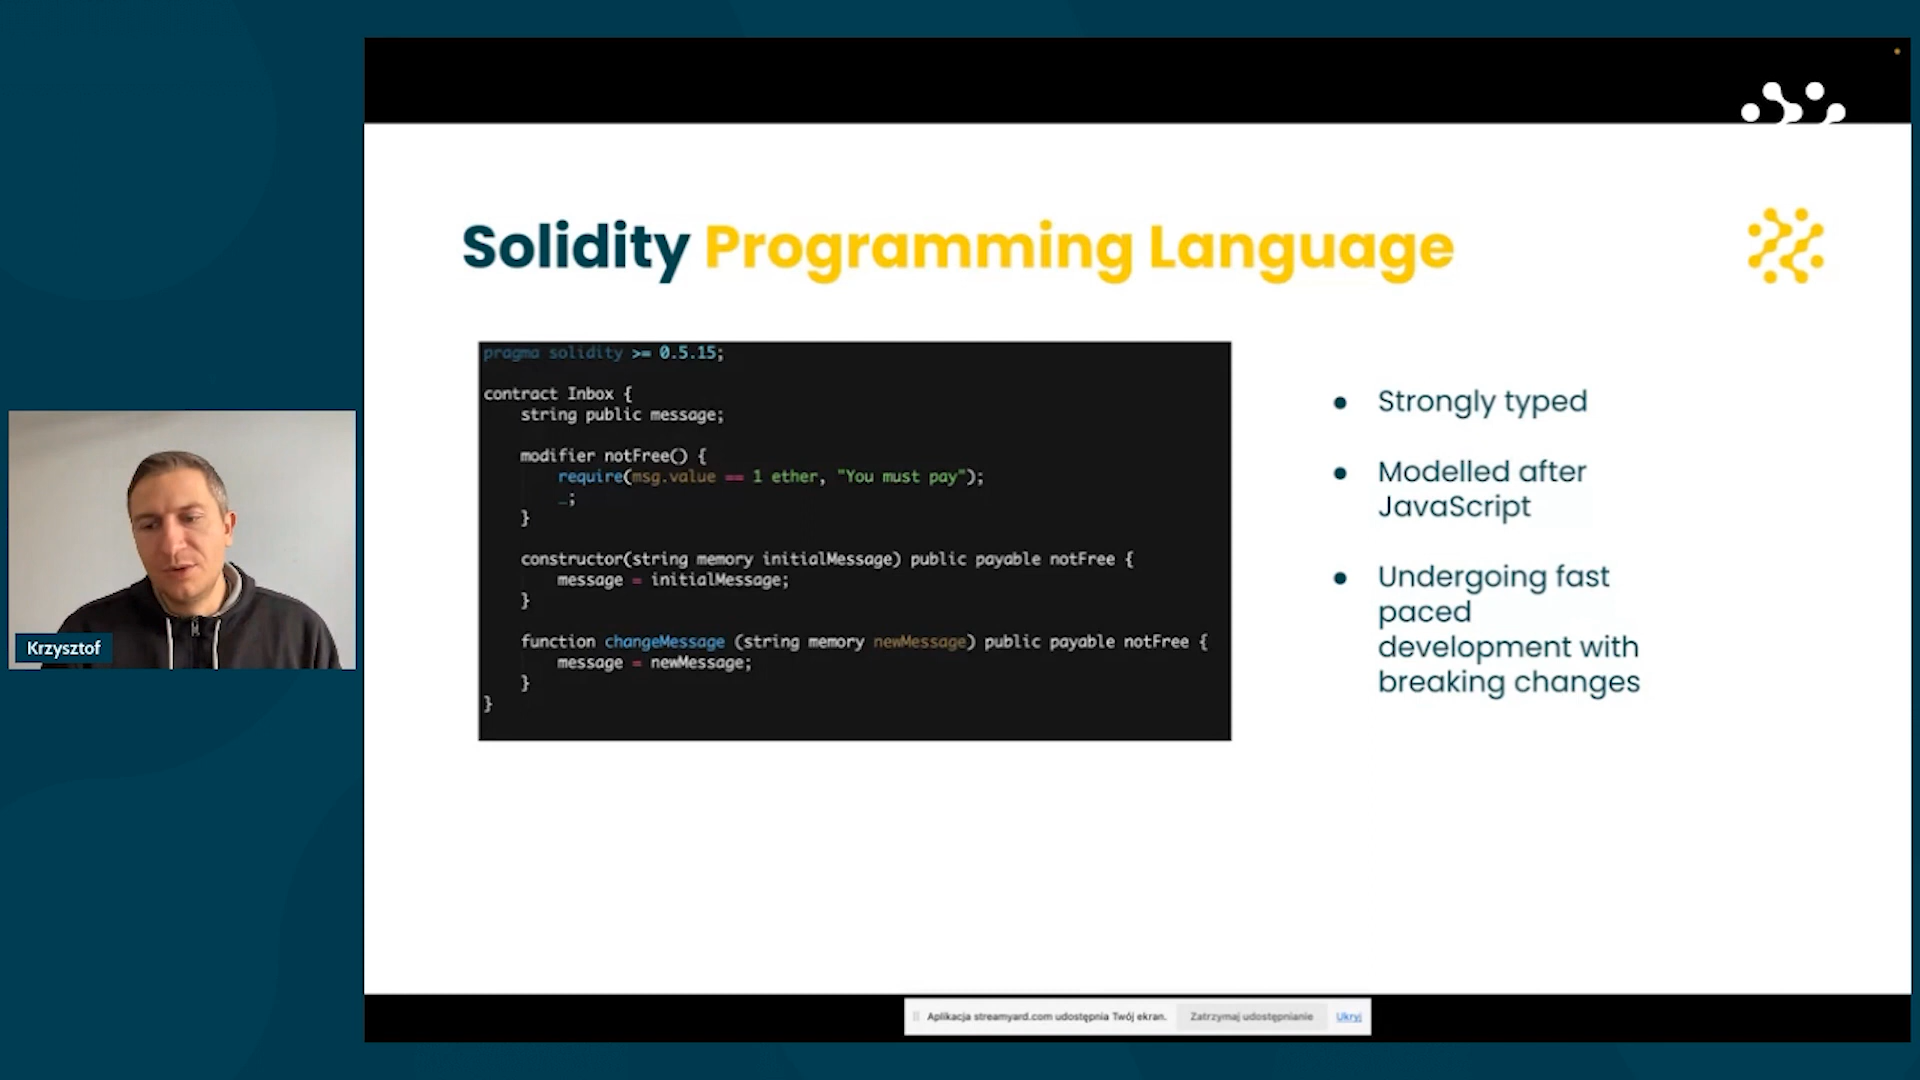 Solidity Programming Language
pragma solidity >= 0.5.15;
contract Inbox {
string public message;
modifier notFree() {
require(msg.value == 1 ether, "You must pay");
_;
}
constructor(string memory initialMessage) public payable notFree {
message = initialMessage;
}
function changeMessage (string memory newMessage) public payable notFree {
message = newMessage;
}
}
● Strongly typed
● Modelled after
JavaScript
● Undergoing fast
paced
development with
breaking changes
Krzysztof
Aplikacja streamyard.com udostępnia Twój ekran. Zatrzymaj udostępnianie Ukryj